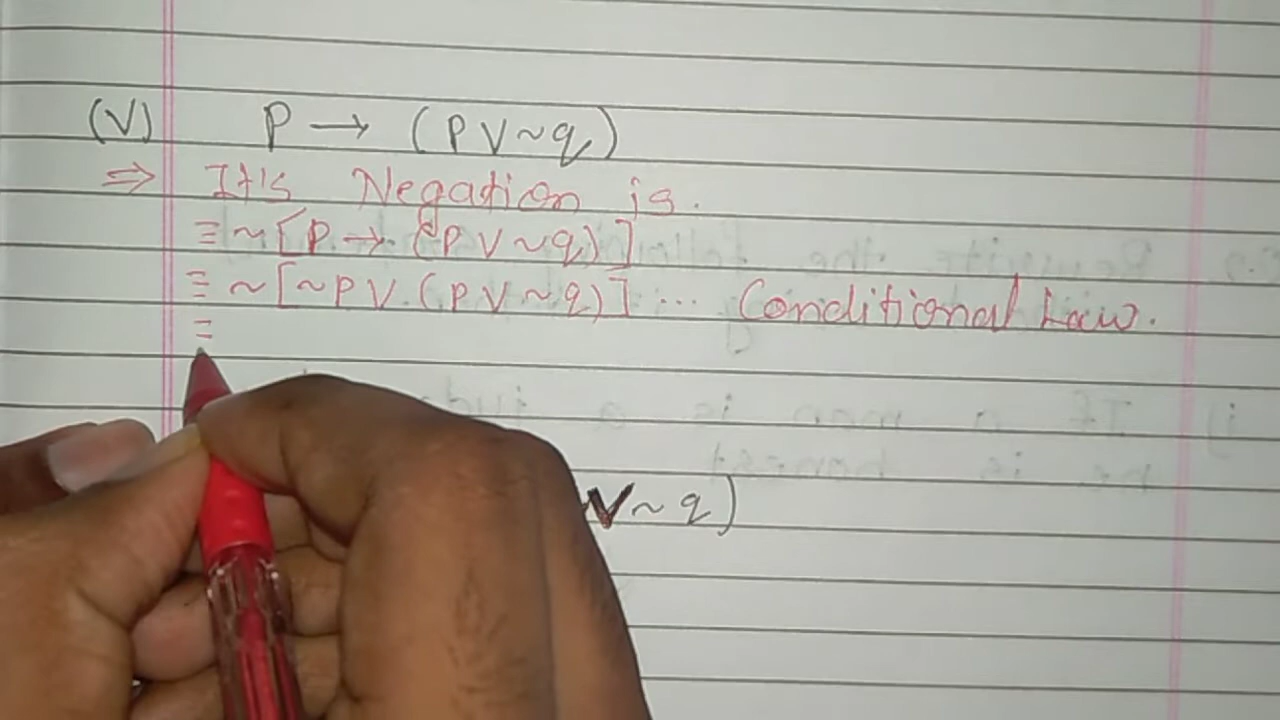 (V) P → (P V ~ q)
⇒ It's Negation is.
≡ ~ [P → (P V ~ q)]
≡ ~ [~P V (P V ~ q)] ... Conditional Law.
=
V ~ q)